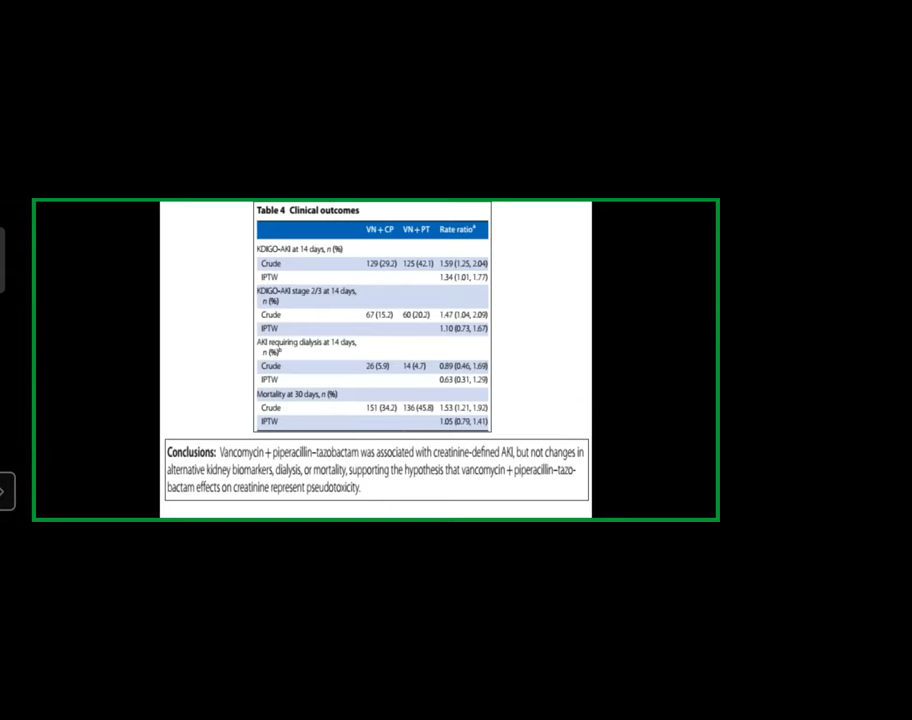 Table 4 Clinical outcomes
VN + CP VN + PT Rate ratioᵃ
KDIGO-AKI at 14 days, n (%)
Crude 129 (29.2) 125 (42.1) 1.59 (1.25, 2.04)
IPTW 1.34 (1.01, 1.77)
KDIGO-AKI stage 2/3 at 14 days,
n (%)
Crude 67 (15.2) 60 (20.2) 1.47 (1.04, 2.09)
IPTW 1.10 (0.73, 1.67)
AKI requiring dialysis at 14 days,
n (%)ᵇ
Crude 26 (5.9) 14 (4.7) 0.89 (0.46, 1.69)
IPTW 0.63 (0.31, 1.29)
Mortality at 30 days, n (%)
Crude 151 (34.2) 136 (45.8) 1.53 (1.21, 1.92)
IPTW 1.05 (0.79, 1.41)
Conclusions: Vancomycin + piperacillin–tazobactam was associated with creatinine-defined AKI, but not changes in
alternative kidney biomarkers, dialysis, or mortality, supporting the hypothesis that vancomycin + piperacillin–tazo-
bactam effects on creatinine represent pseudotoxicity.